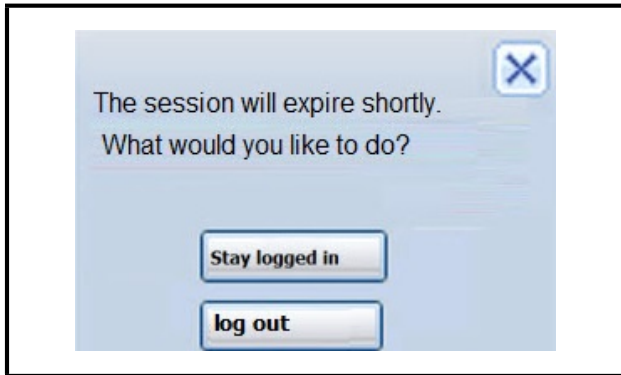 The session will expire shortly.
What would you like to do?
Stay logged in
log out